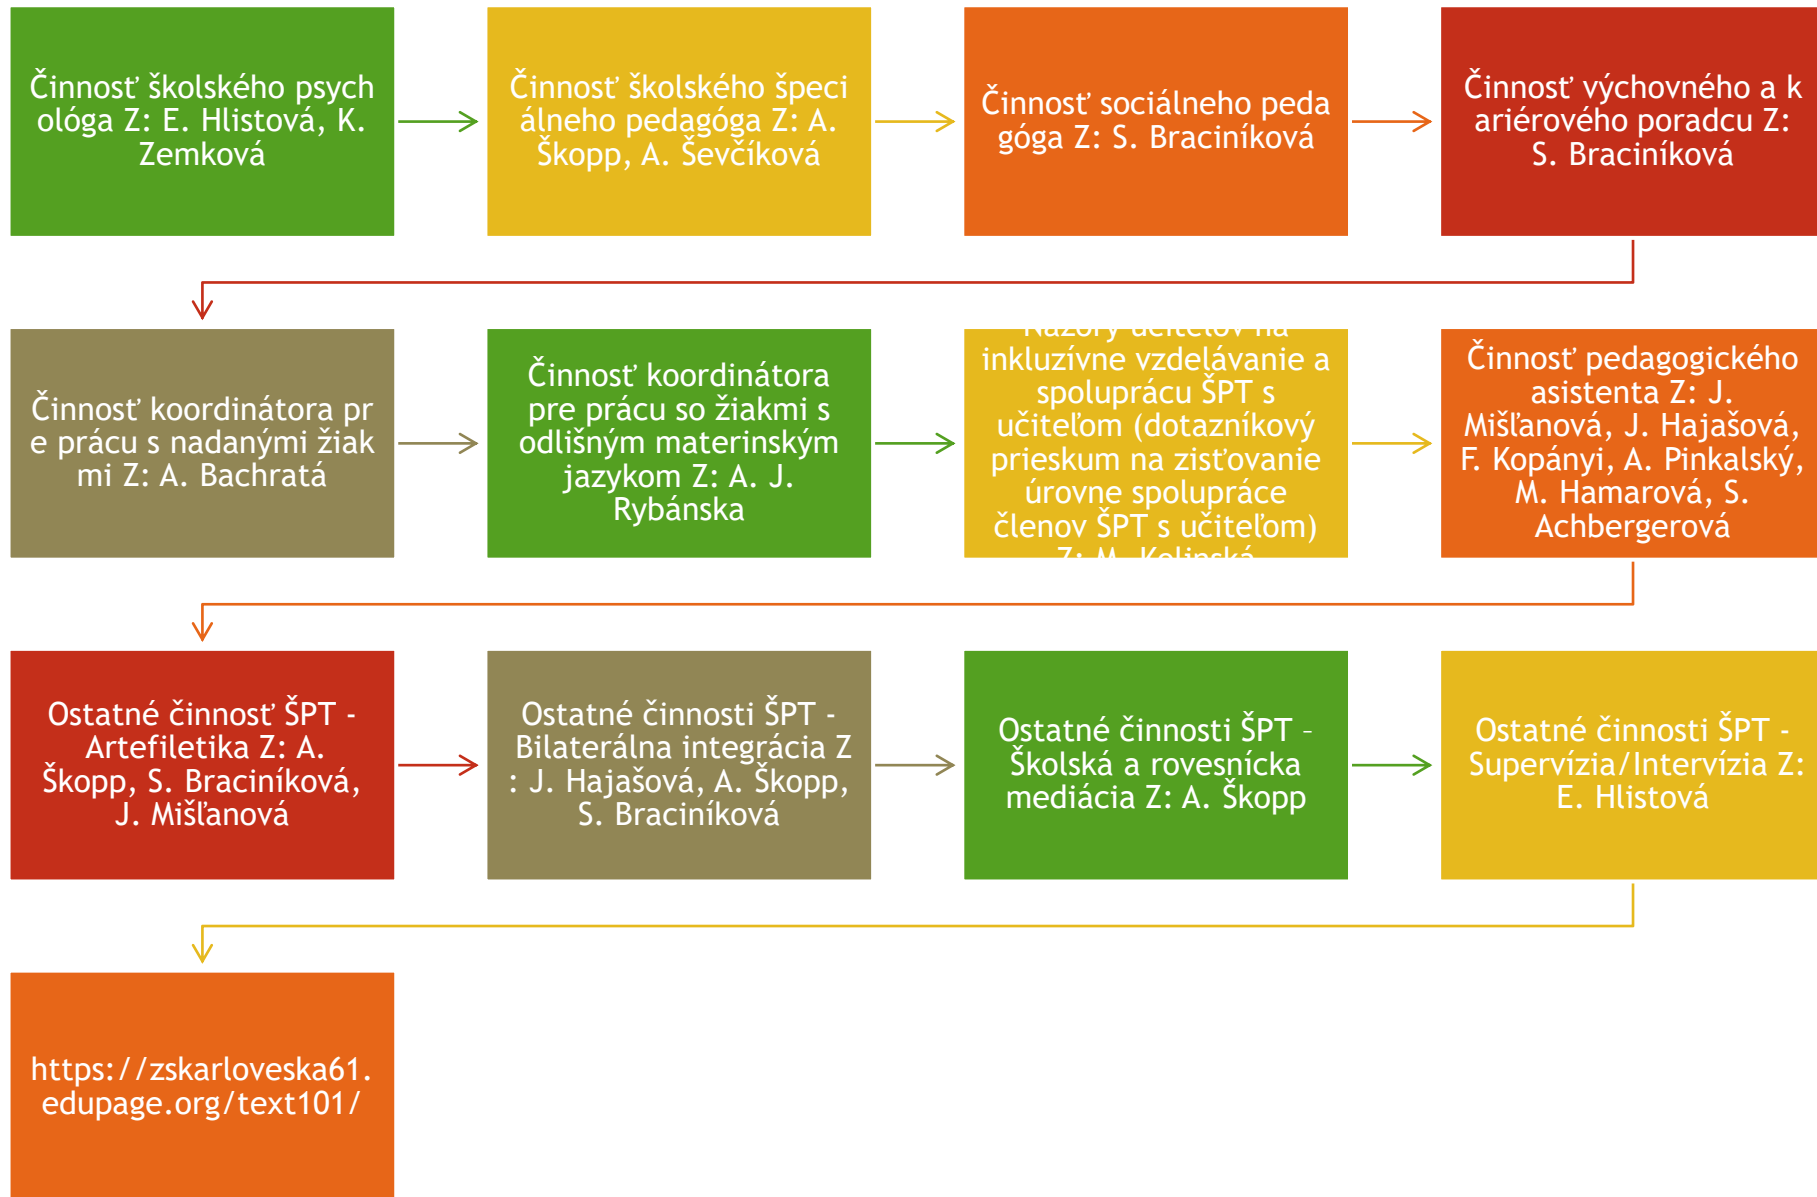 Činnosť školského psych
ológa Z: E. Hlistová, K.
Zemková
Činnosť školského špeci
álneho pedagóga Z: A.
Škopp, A. Ševčíková
Činnosť sociálneho peda
góga Z: S. Braciníková
Činnosť výchovného a k
ariérového poradcu Z:
S. Braciníková
Činnosť koordinátora pr
e prácu s nadanými žiak
mi Z: A. Bachratá
Činnosť koordinátora
pre prácu so žiakmi s
odlišným materinským
jazykom Z: A. J.
Rybánska
Názory učiteľov na
inkluzívne vzdelávanie a
spoluprácu ŠPT s
učiteľom (dotazníkový
prieskum na zisťovanie
úrovne spolupráce
členov ŠPT s učiteľom)
Z: M. Kolinská
Činnosť pedagogického
asistenta Z: J.
Mišľanová, J. Hajašová,
F. Kopányi, A. Pinkalský,
M. Hamarová, S.
Achbergerová
Ostatné činnosť ŠPT -
Artefiletika Z: A.
Škopp, S. Braciníková,
J. Mišľanová
Ostatné činnosti ŠPT -
Bilaterálna integrácia Z
: J. Hajašová, A. Škopp,
S. Braciníková
Ostatné činnosti ŠPT –
Školská a rovesnícka
mediácia Z: A. Škopp
Ostatné činnosti ŠPT -
Supervízia/Intervízia Z:
E. Hlistová
https://zskarloveska61.
edupage.org/text101/